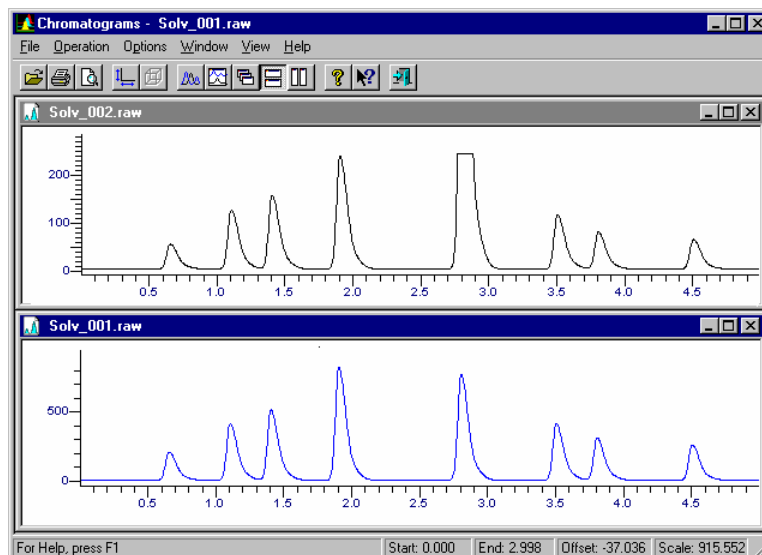 Chromatograms - Solv_001.raw
File Operation Options Window View Help
Solv_002.raw
200
100
0
0.5 1.0 1.5 2.0 2.5 3.0 3.5 4.0 4.5
Solv_001.raw
500
0
0.5 1.0 1.5 2.0 2.5 3.0 3.5 4.0 4.5
For Help, press F1 Start: 0.000 End: 2.998 Offset: -37.036 Scale: 915.552